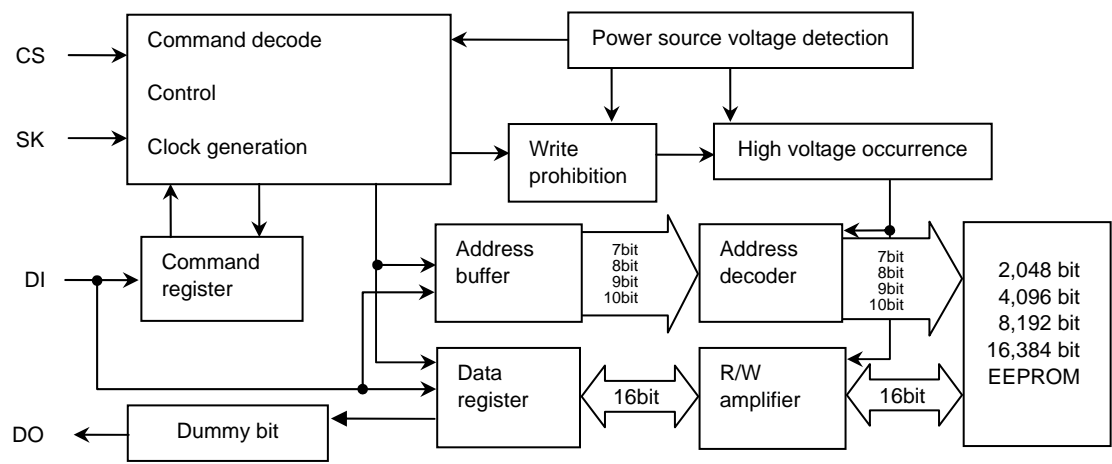 CS
SK
DI
DO
Command decode
Control
Clock generation
Power source voltage detection
Write
prohibition
High voltage occurrence
Command
register
Address
buffer
7bit
8bit
9bit
10bit
Address
decoder
7bit
8bit
9bit
10bit
2,048 bit
4,096 bit
8,192 bit
16,384 bit
EEPROM
Data
register
16bit
R/W
amplifier
16bit
Dummy bit